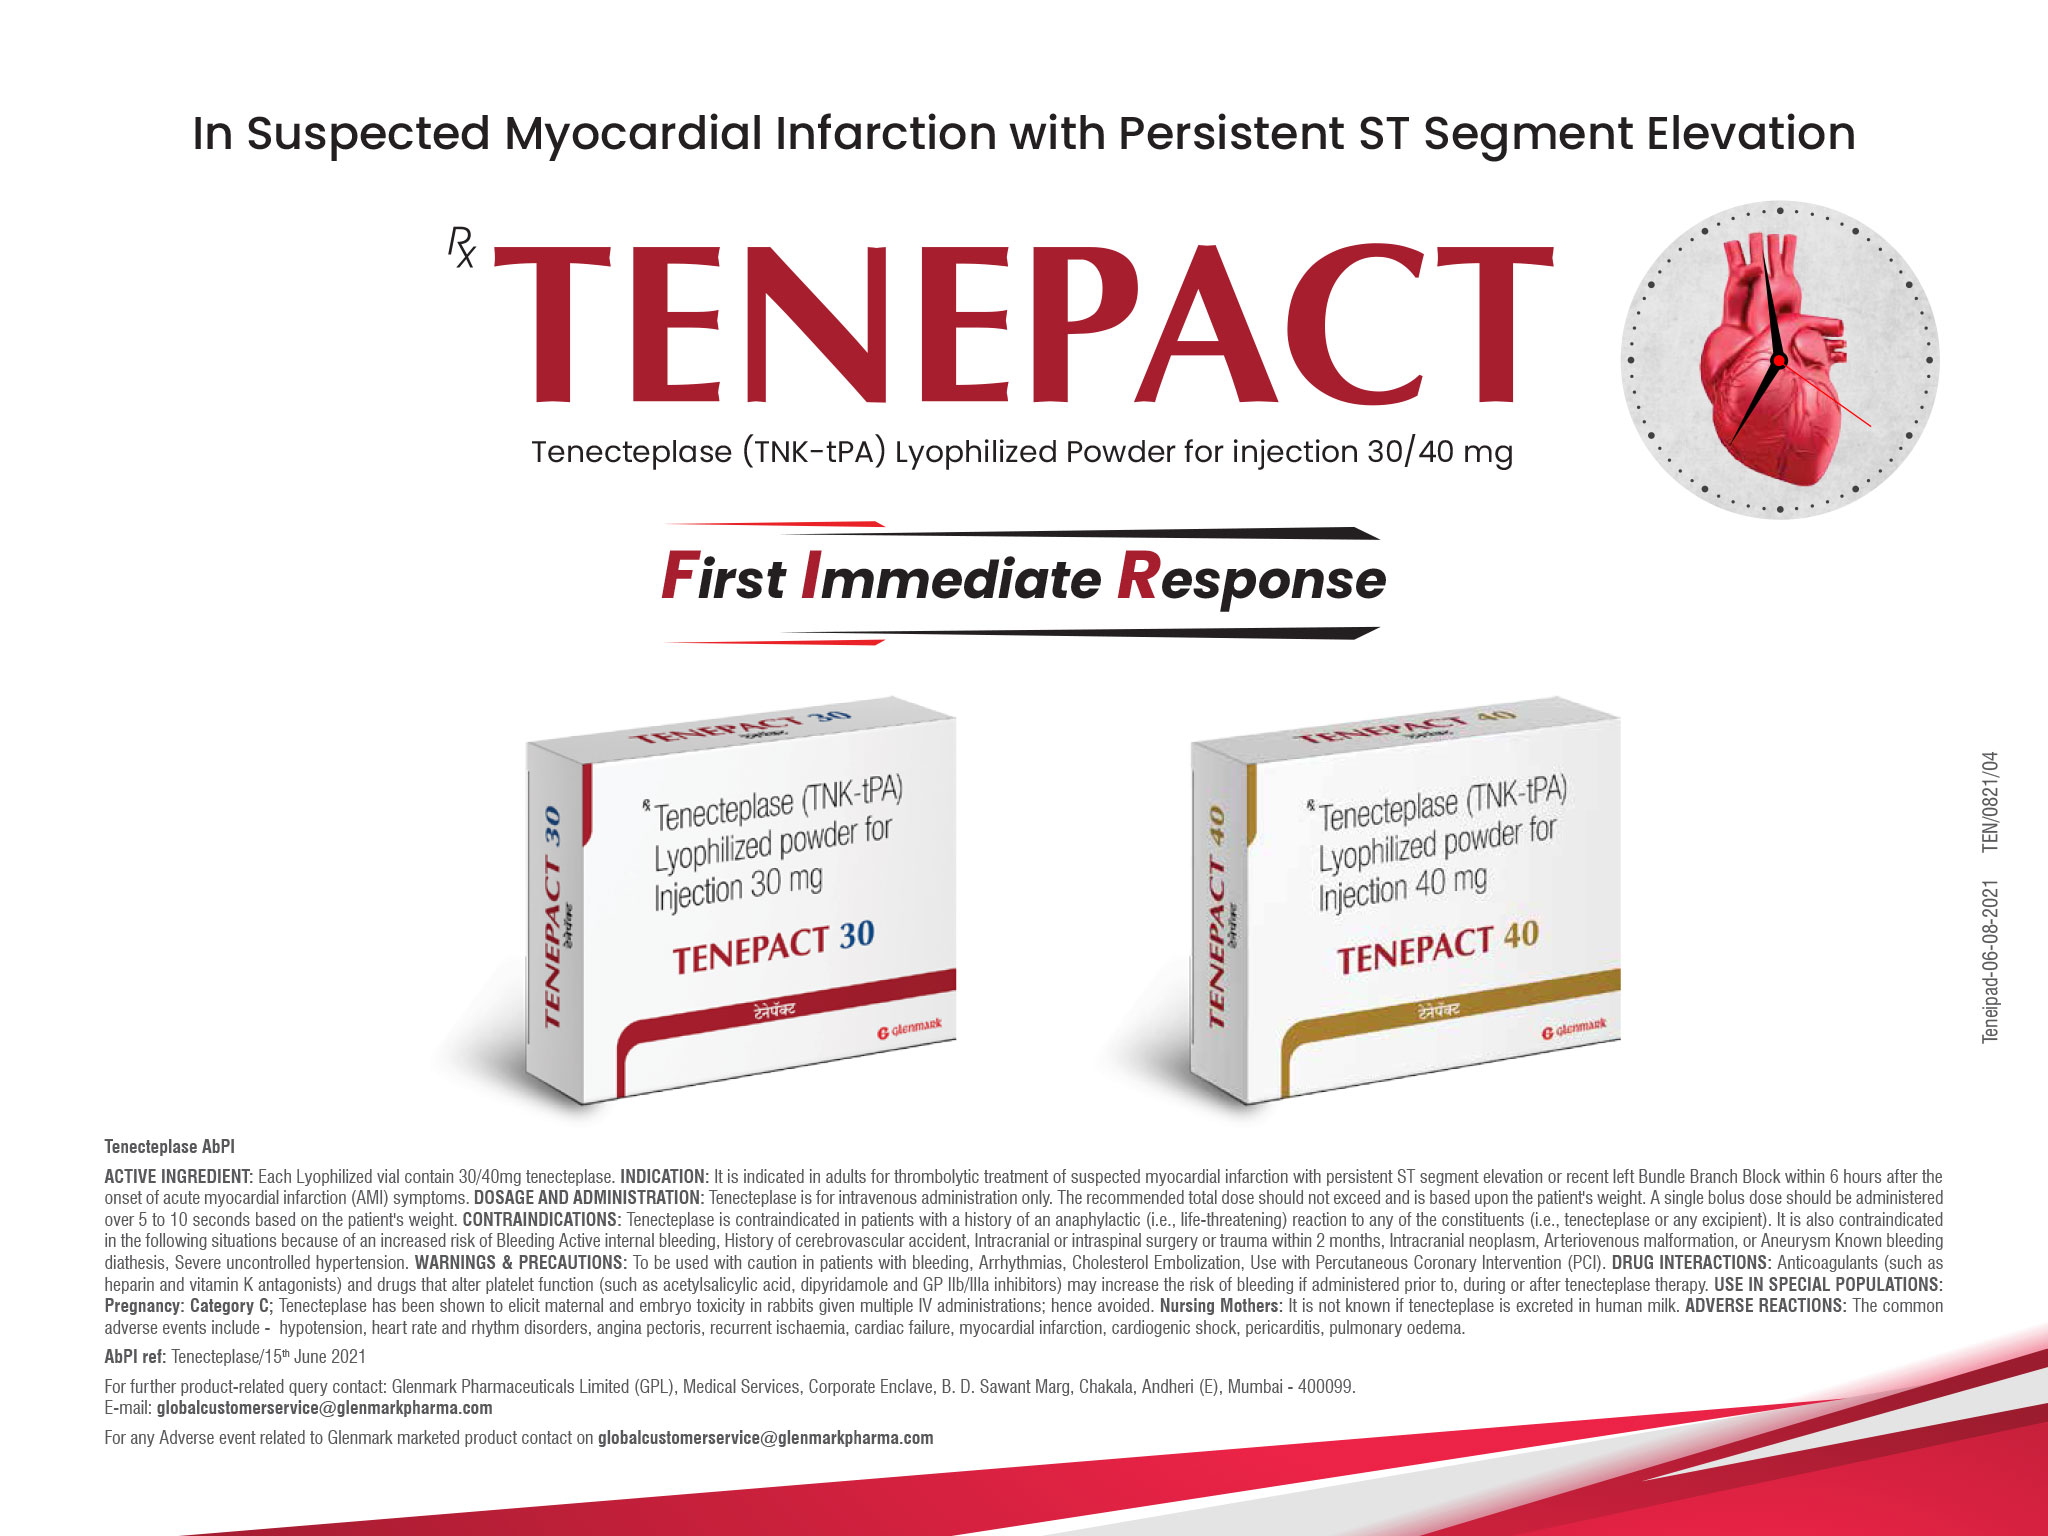 In Suspected Myocardial Infarction with Persistent ST Segment Elevation
Rx TENEPACT
Tenecteplase (TNK-tPA) Lyophilized Powder for injection 30/40 mg
First Immediate Response
TENEPACT 30
टेनेपॅक्ट
TENEPACT 30
टेनेपॅक्ट
Rx Tenecteplase (TNK-tPA)
Lyophilized powder for
Injection 30 mg
TENEPACT 30
टेनेपॅक्ट
G glenmark
TENEPACT 40
टेनेपॅक्ट
TENEPACT 40
टेनेपॅक्ट
Rx Tenecteplase (TNK-tPA)
Lyophilized powder for
Injection 40 mg
TENEPACT 40
टेनेपॅक्ट
G glenmark
Teneipad-06-08-2021 TEN/0821/04
Tenecteplase AbPI
ACTIVE INGREDIENT: Each Lyophilized vial contain 30/40mg tenecteplase. INDICATION: It is indicated in adults for thrombolytic treatment of suspected myocardial infarction with persistent ST segment elevation or recent left Bundle Branch Block within 6 hours after the
onset of acute myocardial infarction (AMI) symptoms. DOSAGE AND ADMINISTRATION: Tenecteplase is for intravenous administration only. The recommended total dose should not exceed and is based upon the patient's weight. A single bolus dose should be administered
over 5 to 10 seconds based on the patient's weight. CONTRAINDICATIONS: Tenecteplase is contraindicated in patients with a history of an anaphylactic (i.e., life-threatening) reaction to any of the constituents (i.e., tenecteplase or any excipient). It is also contraindicated
in the following situations because of an increased risk of Bleeding Active internal bleeding, History of cerebrovascular accident, Intracranial or intraspinal surgery or trauma within 2 months, Intracranial neoplasm, Arteriovenous malformation, or Aneurysm Known bleeding
diathesis, Severe uncontrolled hypertension. WARNINGS & PRECAUTIONS: To be used with caution in patients with bleeding, Arrhythmias, Cholesterol Embolization, Use with Percutaneous Coronary Intervention (PCI). DRUG INTERACTIONS: Anticoagulants (such as
heparin and vitamin K antagonists) and drugs that alter platelet function (such as acetylsalicylic acid, dipyridamole and GP IIb/IIIa inhibitors) may increase the risk of bleeding if administered prior to, during or after tenecteplase therapy. USE IN SPECIAL POPULATIONS:
Pregnancy: Category C; Tenecteplase has been shown to elicit maternal and embryo toxicity in rabbits given multiple IV administrations; hence avoided. Nursing Mothers: It is not known if tenecteplase is excreted in human milk. ADVERSE REACTIONS: The common
adverse events include - hypotension, heart rate and rhythm disorders, angina pectoris, recurrent ischaemia, cardiac failure, myocardial infarction, cardiogenic shock, pericarditis, pulmonary oedema.
AbPI ref: Tenecteplase/15th June 2021
For further product-related query contact: Glenmark Pharmaceuticals Limited (GPL), Medical Services, Corporate Enclave, B. D. Sawant Marg, Chakala, Andheri (E), Mumbai - 400099.
E-mail: globalcustomerservice@glenmarkpharma.com
For any Adverse event related to Glenmark marketed product contact on globalcustomerservice@glenmarkpharma.com